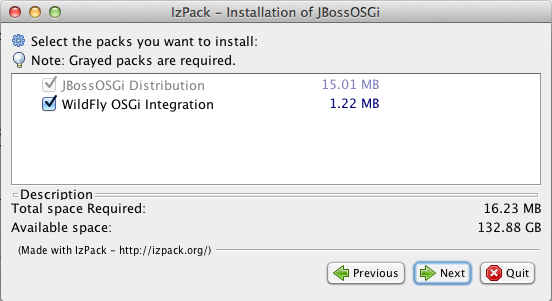 IzPack - Installation of JBossOSGi
Select the packs you want to install:
Note: Grayed packs are required.
JBossOSGi Distribution 15.01 MB
WildFly OSGi Integration 1.22 MB
Description
Total space Required: 16.23 MB
Available space: 132.88 GB
(Made with IzPack - http://izpack.org/)
Previous Next Quit